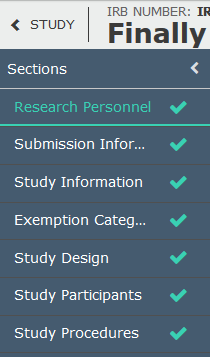 STUDY
IRB NUMBER: IR
Finally
Sections
Research Personnel
Submission Infor...
Study Information
Exemption Categ...
Study Design
Study Participants
Study Procedures